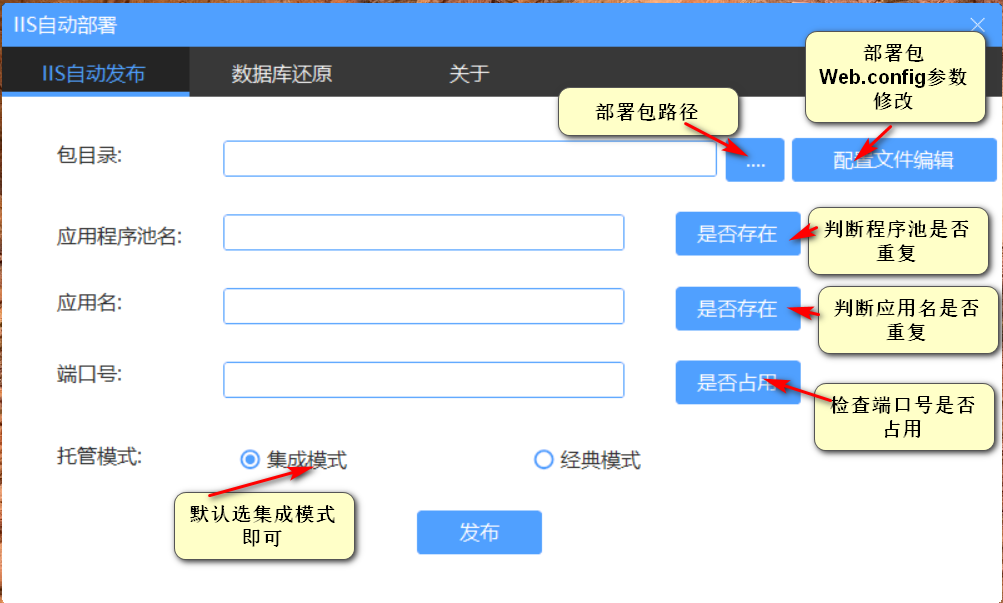 IIS自动部署
IIS自动发布
数据库还原
关于
部署包
Web.config参数
修改
部署包路径
包目录:
....
配置文件编辑
应用程序池名:
是否存在
判断程序池是否
重复
应用名:
是否存在
判断应用名是否
重复
端口号:
是否占用
检查端口号是否
占用
托管模式:
集成模式
经典模式
默认选集成模式
即可
发布